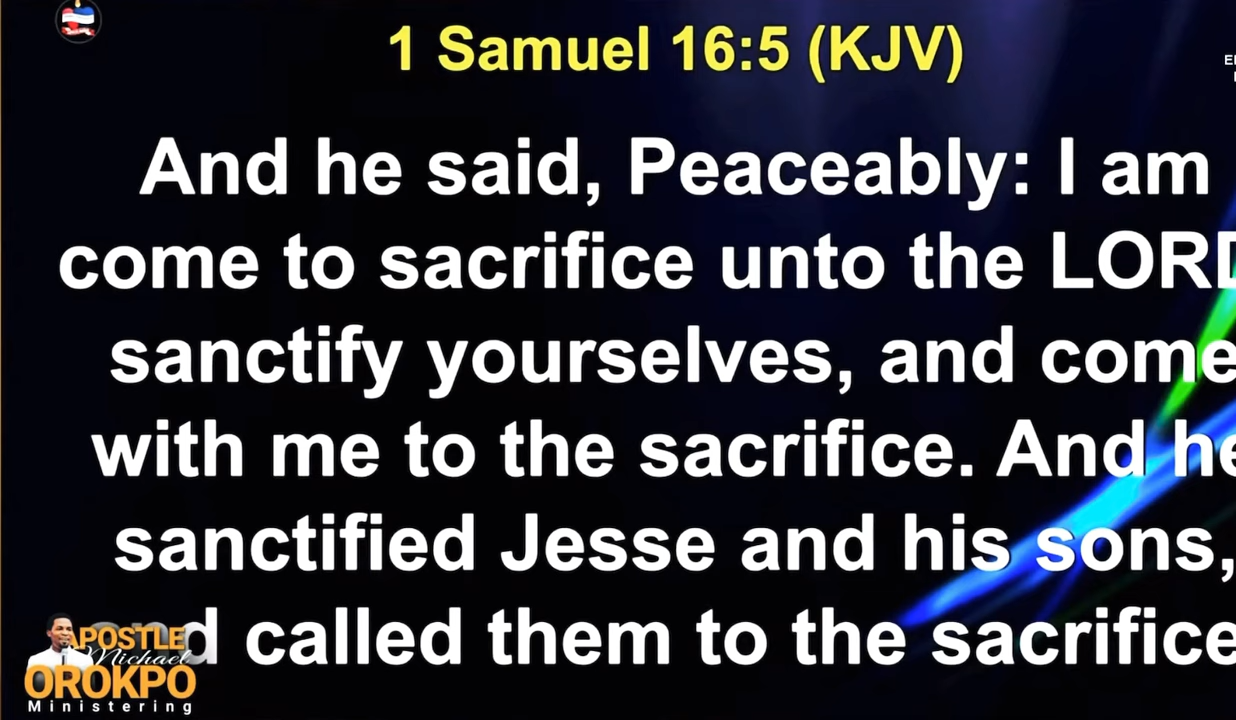 1 Samuel 16:5 (KJV)
And he said, Peaceably: I am
come to sacrifice unto the LORD
sanctify yourselves, and come
with me to the sacrifice. And he
sanctified Jesse and his sons,
called them to the sacrifice
APOSTLE
Michael
OROKPO
Ministering